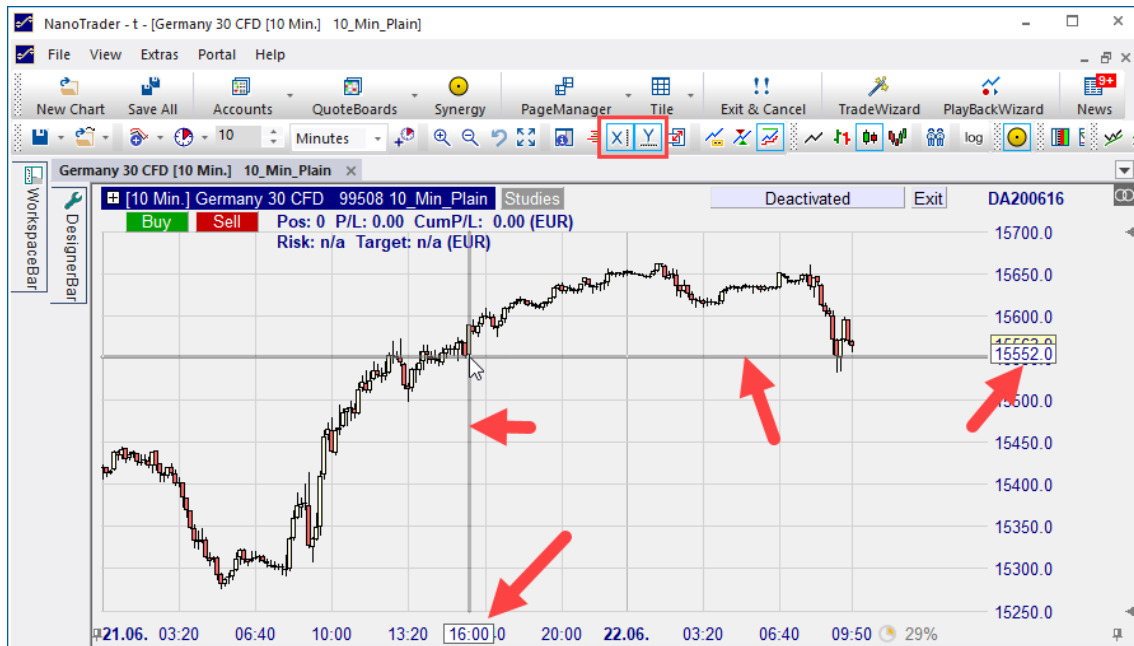 NanoTrader - t - [Germany 30 CFD [10 Min.]   10_Min_Plain]
File View Extras Portal Help
New Chart Save All Accounts QuoteBoards Synergy PageManager Tile Exit & Cancel TradeWizard PlayBackWizard News
9+
10 Minutes X Y log
Germany 30 CFD [10 Min.]   10_Min_Plain
WorkspaceBar
DesignerBar
[10 Min.] Germany 30 CFD   99508 10_Min_Plain Studies Deactivated Exit DA200616
Buy Sell Pos: 0 P/L: 0.00 CumP/L: 0.00 (EUR)
Risk: n/a Target: n/a (EUR)
15700.0
15650.0
15600.0
15552.0
15500.0
15450.0
15400.0
15350.0
15300.0
15250.0
21.06. 03:20 06:40 10:00 13:20 16:00 20:00 22.06. 03:20 06:40 09:50 29%